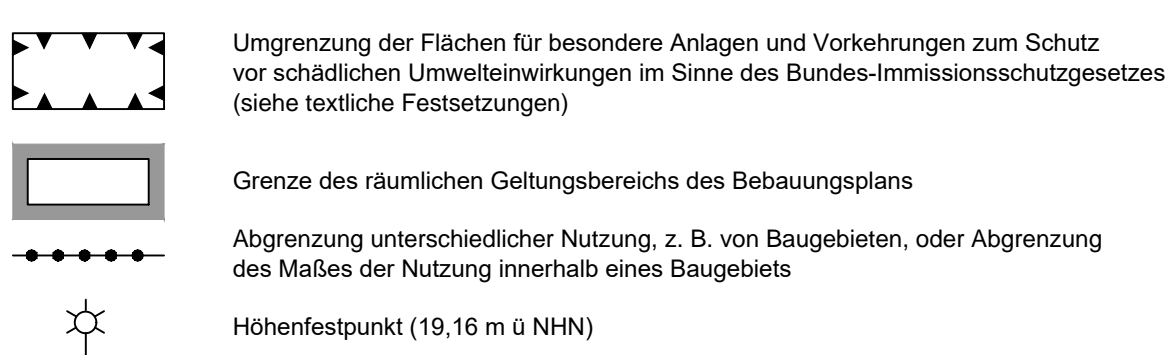 Umgrenzung der Flächen für besondere Anlagen und Vorkehrungen zum Schutz
vor schädlichen Umwelteinwirkungen im Sinne des Bundes-Immissionsschutzgesetzes
(siehe textliche Festsetzungen)
Grenze des räumlichen Geltungsbereichs des Bebauungsplans
Abgrenzung unterschiedlicher Nutzung, z. B. von Baugebieten, oder Abgrenzung
des Maßes der Nutzung innerhalb eines Baugebiets
Höhenfestpunkt (19,16 m ü NHN)